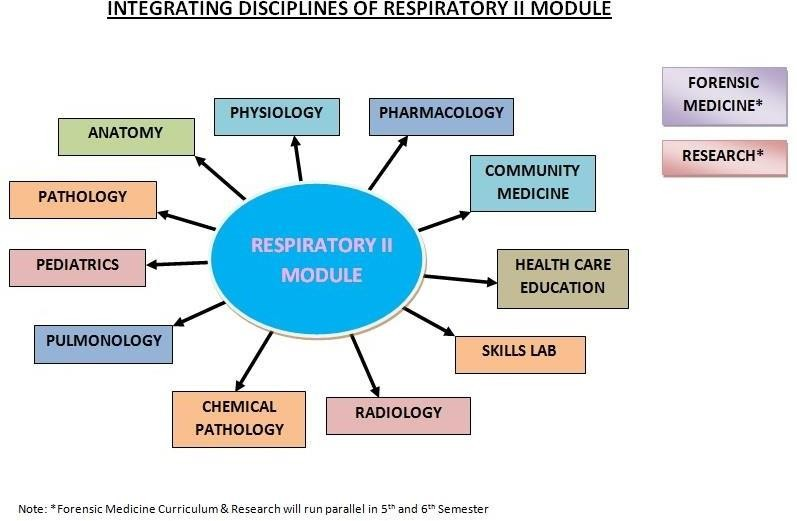 INTEGRATING DISCIPLINES OF RESPIRATORY II MODULE
FORENSIC
MEDICINE*
RESEARCH*
PHYSIOLOGY
PHARMACOLOGY
ANATOMY
COMMUNITY
MEDICINE
PATHOLOGY
RESPIRATORY II
MODULE
PEDIATRICS
HEALTH CARE
EDUCATION
PULMONOLOGY
SKILLS LAB
CHEMICAL
PATHOLOGY
RADIOLOGY
Note: *Forensic Medicine Curriculum & Research will run parallel in 5th and 6th Semester